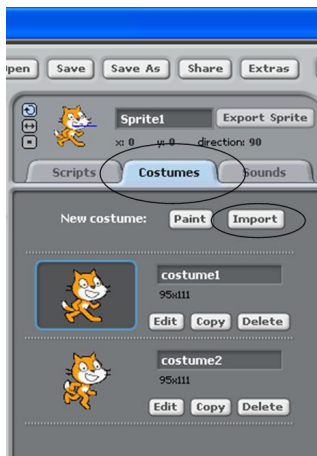 Save Save As Share Extras
Sprite1 Export Sprite
x: 0 y: 0 direction: 90
Scripts Costumes Sounds
New costume: Paint Import
costume1
95x111
Edit Copy Delete
costume2
95x111
Edit Copy Delete